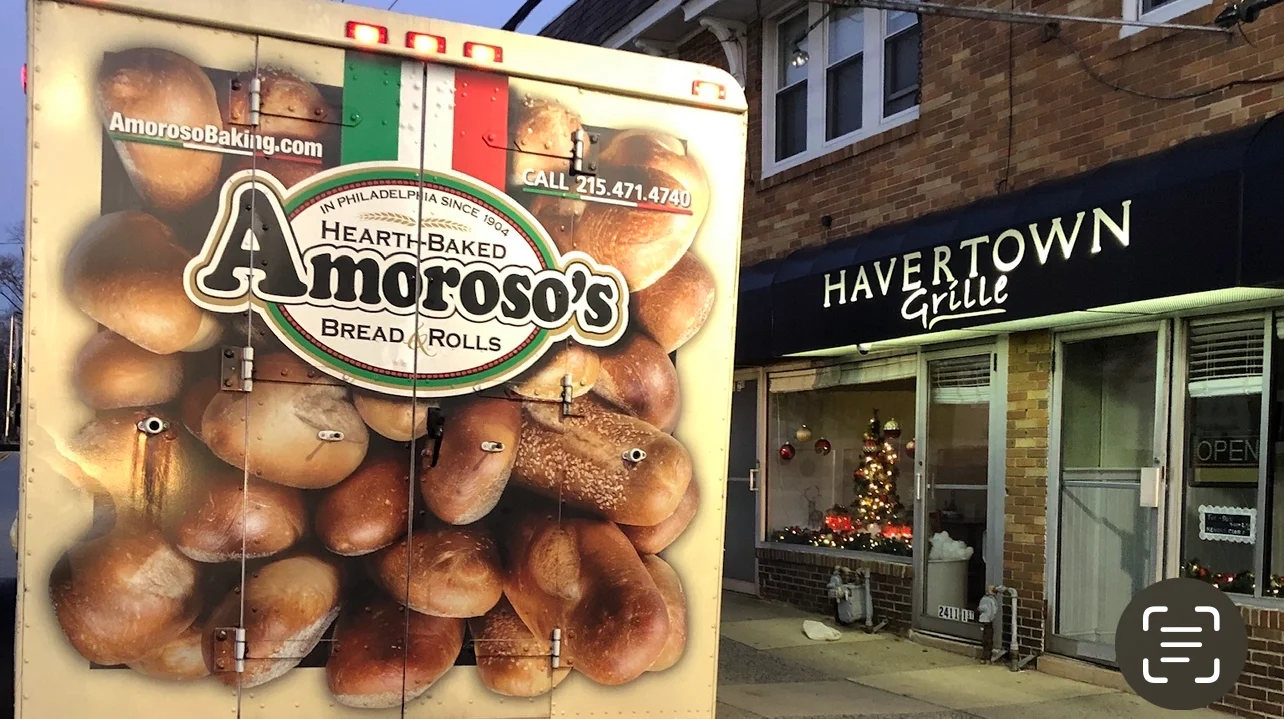 AmorosoBaking.com
CALL 215.471.4740
IN PHILADELPHIA SINCE 1904
HEARTH-BAKED
Amoroso's
BREAD & ROLLS
HAVERTOWN
Grille
OPEN
2411